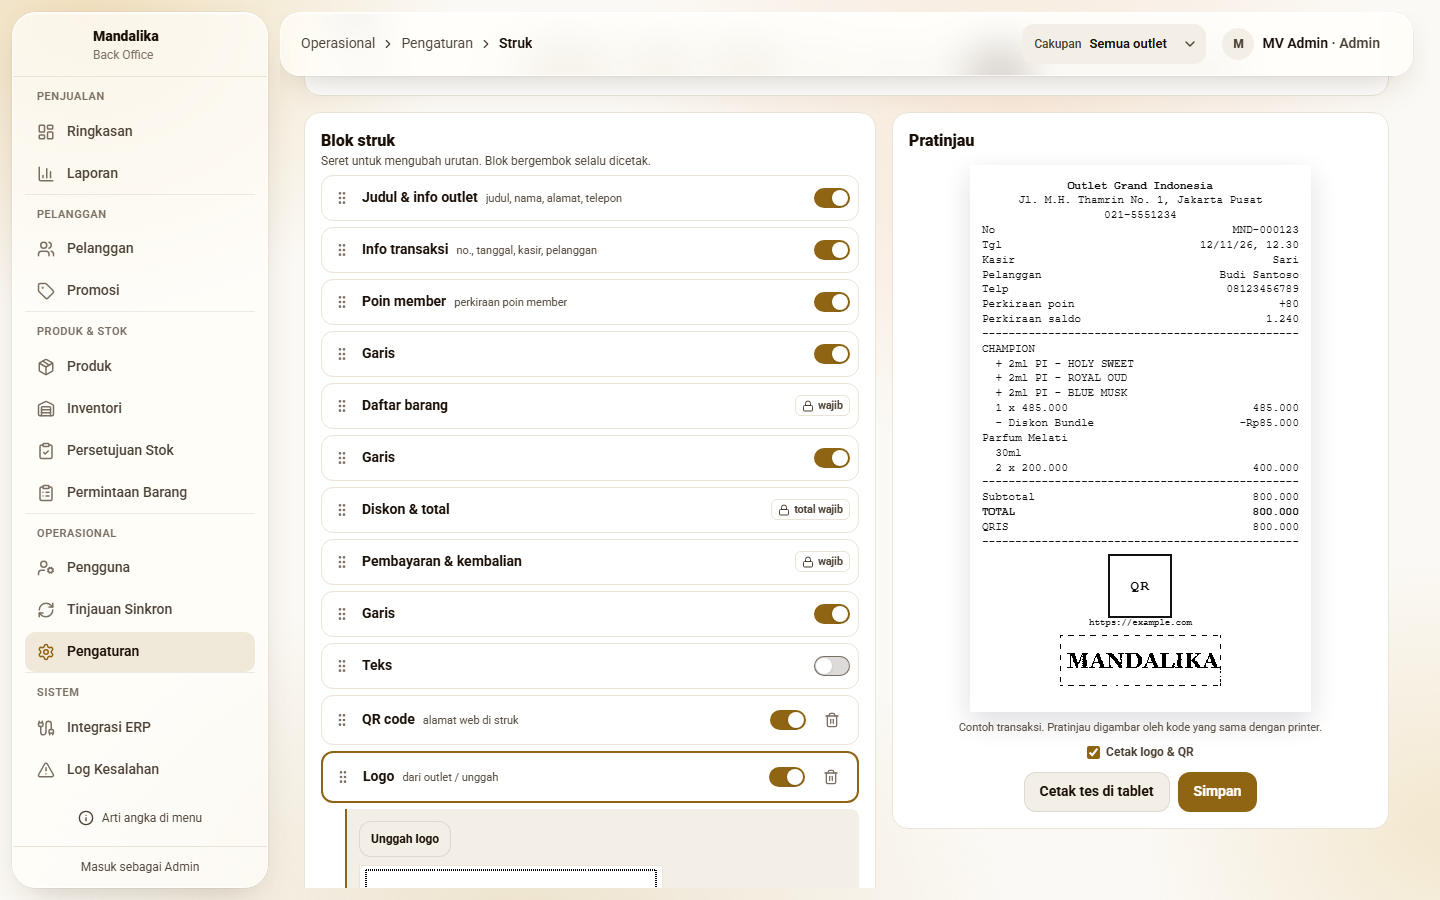 Mandalika
Back Office
PENJUALAN
Ringkasan
Laporan
PELANGGAN
Pelanggan
Promosi
PRODUK & STOK
Produk
Inventori
Persetujuan Stok
Permintaan Barang
OPERASIONAL
Pengguna
Tinjauan Sinkron
Pengaturan
SISTEM
Integrasi ERP
Log Kesalahan
Arti angka di menu
Masuk sebagai Admin
Operasional > Pengaturan > Struk
Cakupan Semua outlet
M MV Admin · Admin
Blok struk
Seret untuk mengubah urutan. Blok bergembok selalu dicetak.
Judul & info outlet judul, nama, alamat, telepon
Info transaksi no., tanggal, kasir, pelanggan
Poin member perkiraan poin member
Garis
Daftar barang wajib
Garis
Diskon & total total wajib
Pembayaran & kembalian wajib
Garis
Teks
QR code alamat web di struk
Logo dari outlet / unggah
Unggah logo
Pratinjau
Outlet Grand Indonesia
Jl. M.H. Thamrin No. 1, Jakarta Pusat
021-5551234
No MND-000123
Tgl 12/11/26, 12.30
Kasir Sari
Pelanggan Budi Santoso
Telp 08123456789
Perkiraan poin +80
Perkiraan saldo 1.240
CHAMPION
+ 2ml PI - HOLY SWEET
+ 2ml PI - ROYAL OUD
+ 2ml PI - BLUE MUSK
1 x 485.000 485.000
- Diskon Bundle -Rp85.000
Parfum Melati
30ml
2 x 200.000 400.000
Subtotal 800.000
TOTAL 800.000
QRIS 800.000
QR
https://example.com
MANDALIKA
Contoh transaksi. Pratinjau digambar oleh kode yang sama dengan printer.
Cetak logo & QR
Cetak tes di tablet
Simpan